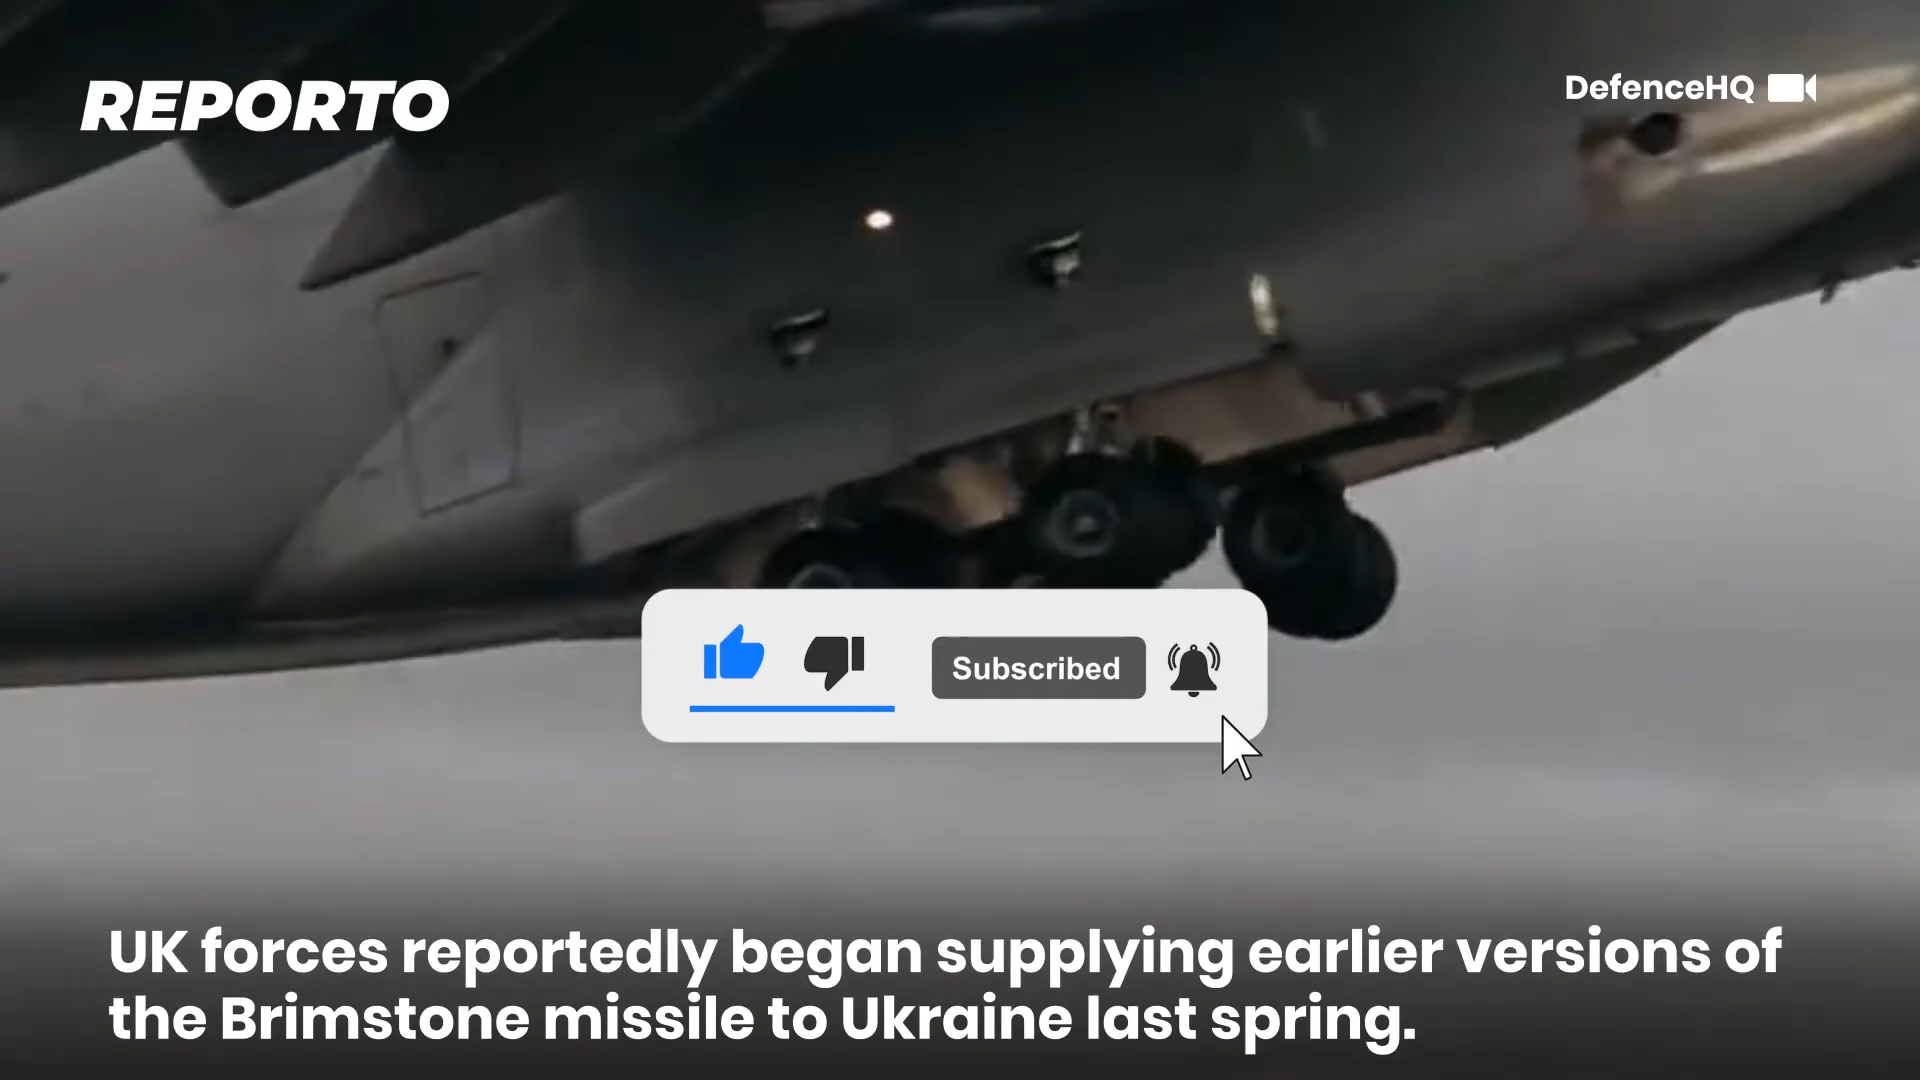 REPORTO
DefenceHQ
Subscribed
UK forces reportedly began supplying earlier versions of
the Brimstone missile to Ukraine last spring.